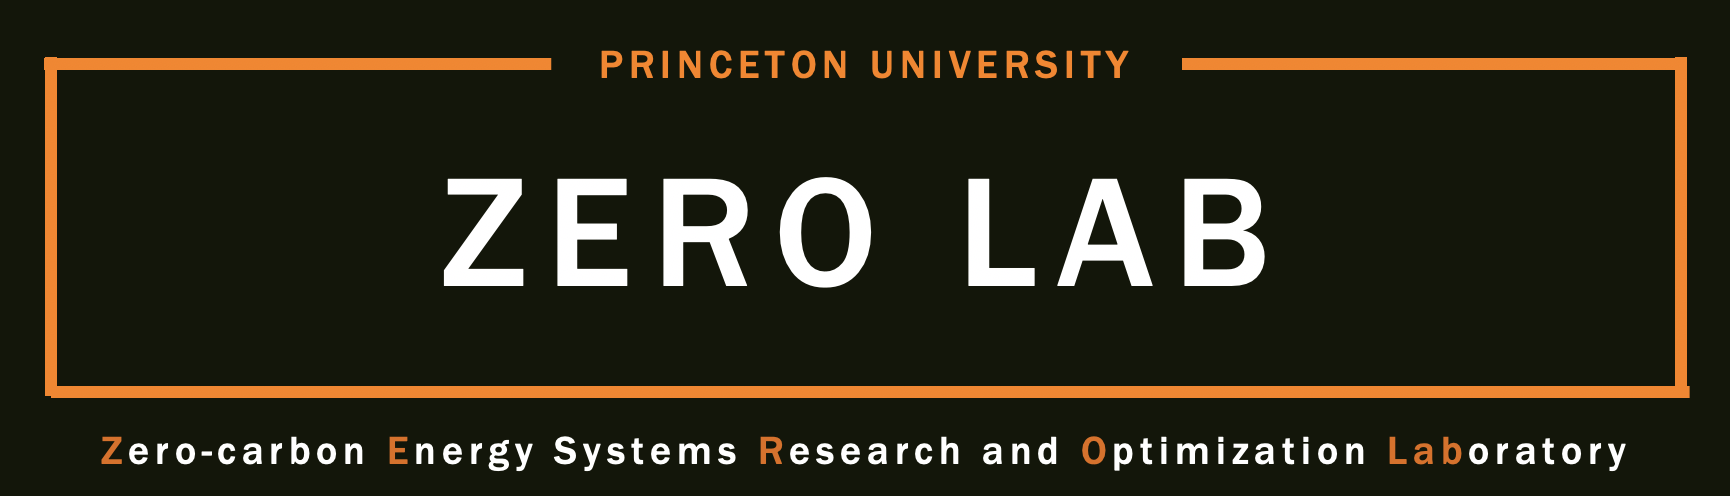 PRINCETON UNIVERSITY
ZERO LAB
Zero-carbon Energy Systems Research and Optimization Laboratory